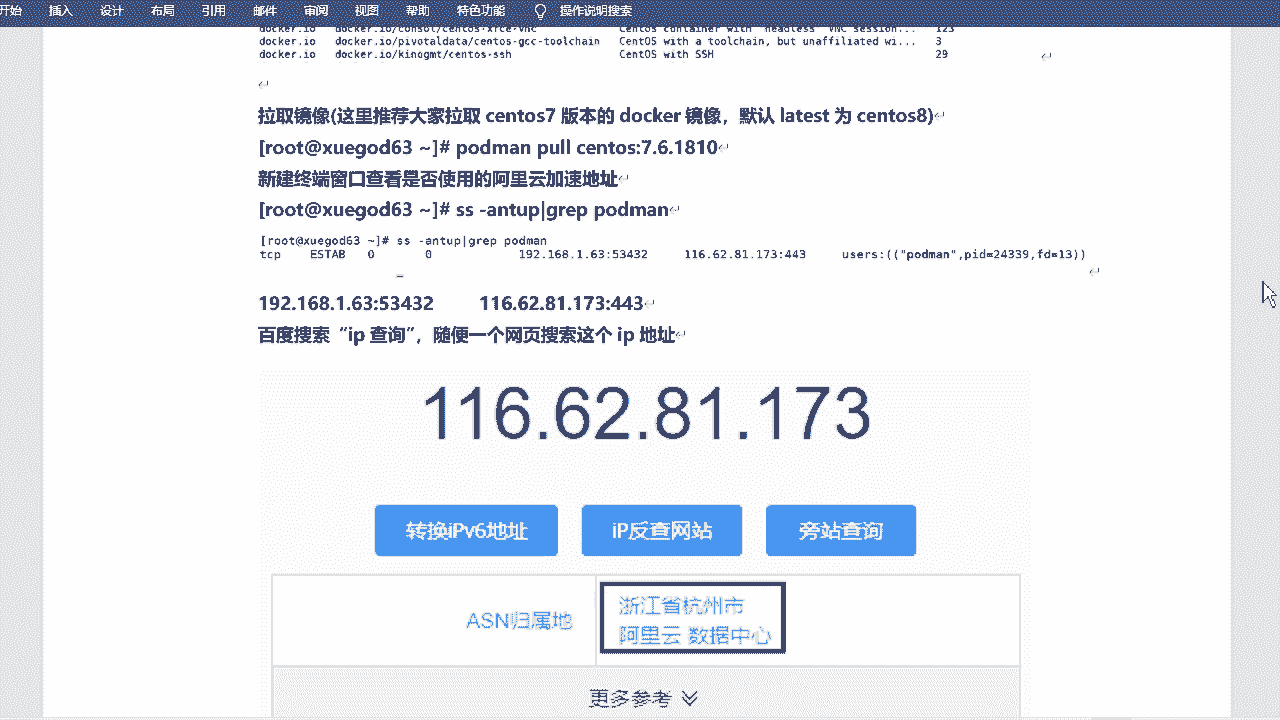 开始 插入 设计 布局 引用 邮件 审阅 视图 帮助 特色功能 操作说明搜索
docker.io docker.io/consol/centos-xfce-vnc Centos container with "headless" VNC session... 123
docker.io docker.io/pivotaldata/centos-gcc-toolchain CentOS with a toolchain, but unaffiliated wi... 3
docker.io docker.io/kinogmt/centos-ssh CentOS with SSH 29
拉取镜像(这里推荐大家拉取 centos7 版本的 docker 镜像，默认 latest 为 centos8)
[root@xuegod63 ~]# podman pull centos:7.6.1810
新建终端窗口查看是否使用的阿里云加速地址
[root@xuegod63 ~]# ss -antup|grep podman
[root@xuegod63 ~]# ss -antup|grep podman
tcp ESTAB 0 0 192.168.1.63:53432 116.62.81.173:443 users:(("podman",pid=24339,fd=13))
192.168.1.63:53432 116.62.81.173:443
百度搜索“ip 查询”，随便一个网页搜索这个 ip 地址
116.62.81.173
转换iPv6地址 iP反查网站 旁站查询
ASN归属地 浙江省杭州市
阿里云 数据中心
更多参考